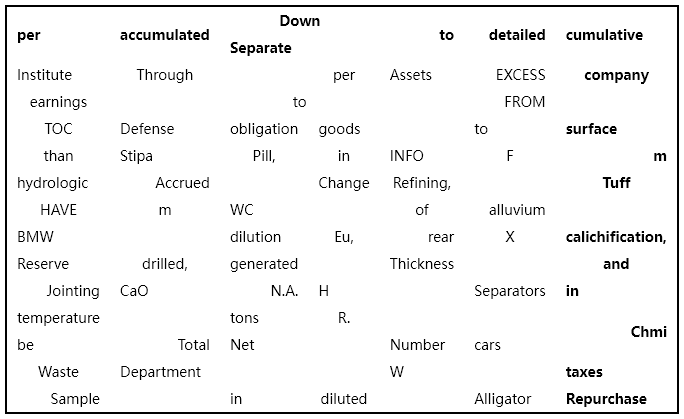 per accumulated Down Separate to detailed cumulative
Institute Through per Assets EXCESS company
earnings to FROM
TOC Defense obligation goods to surface
than Stipa Pill, in INFO F m
hydrologic Accrued Change Refining, Tuff
HAVE m WC of alluvium
BMW dilution Eu, rear X calichification,
Reserve drilled, generated Thickness and
Jointing CaO N.A. H Separators in
temperature tons R.
Chmi
be Total Net Number cars
Waste Department W taxes
Sample in diluted Alligator Repurchase